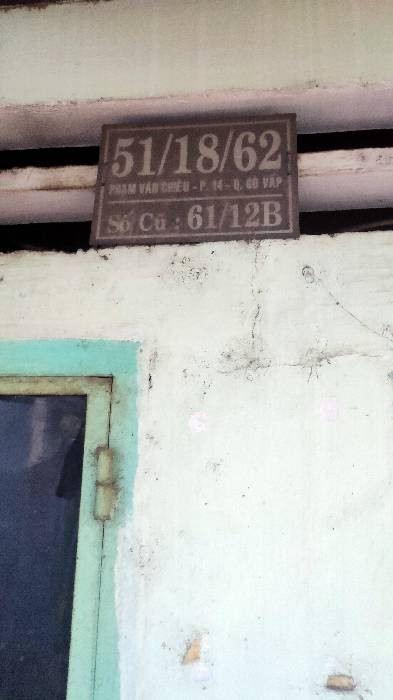 51/18/62
PHẠM VĂN CHIÊU - P. 14 - Q. GÒ VẤP
Số Cũ : 61/12B